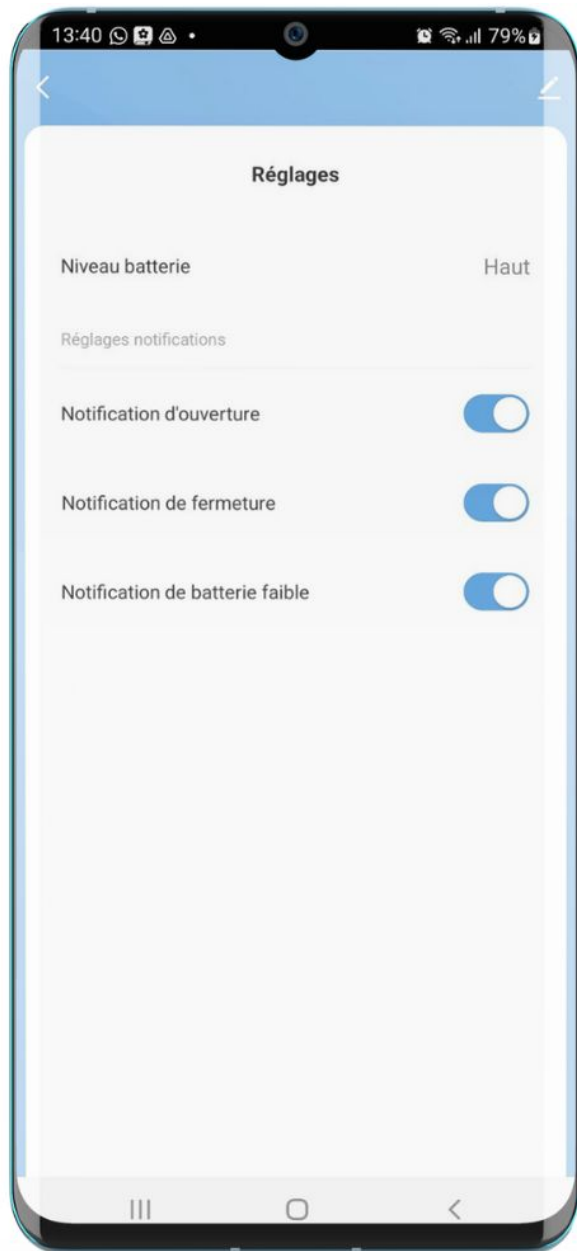 13:40 79%
Réglages
Niveau batterie Haut
Réglages notifications
Notification d'ouverture
Notification de fermeture
Notification de batterie faible